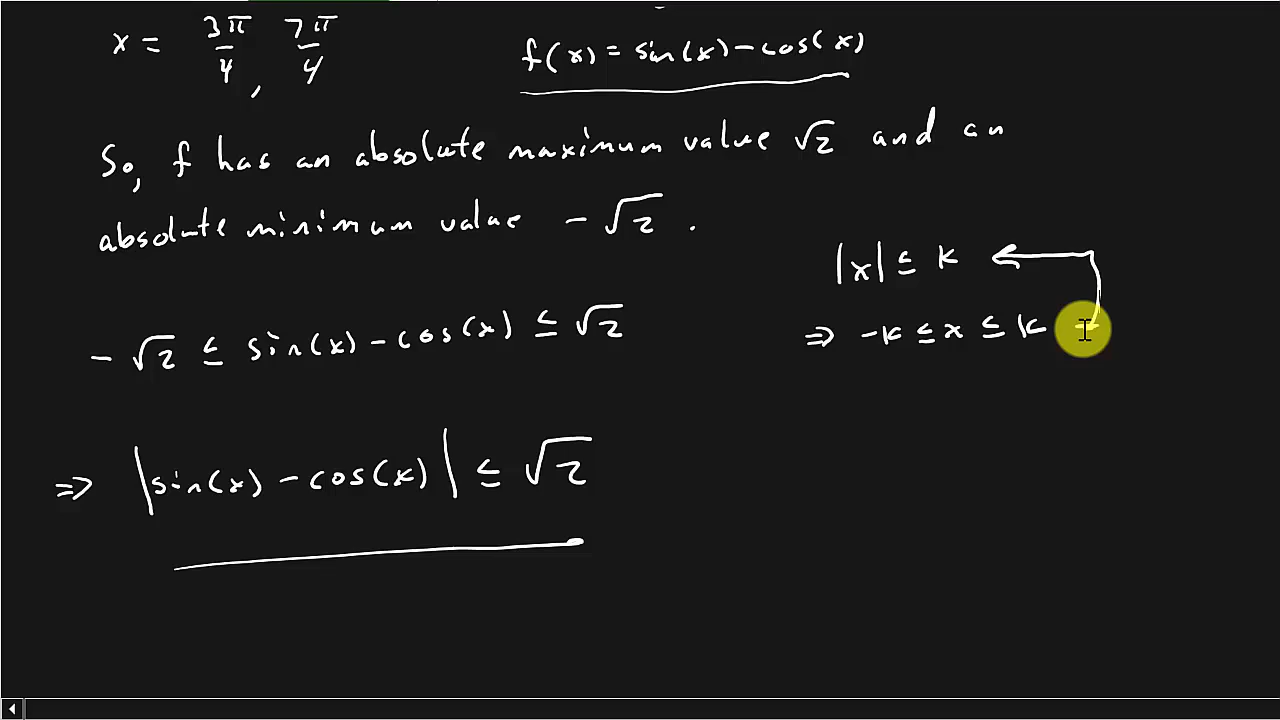 x = 3π/4, 7π/4
f(x) = sin(x) - cos(x)
So, f has an absolute maximum value √2 and an
absolute minimum value -√2.
|x| ≤ k
-√2 ≤ sin(x) - cos(x) ≤ √2
⇒ -k ≤ x ≤ k
⇒ |sin(x) - cos(x)| ≤ √2